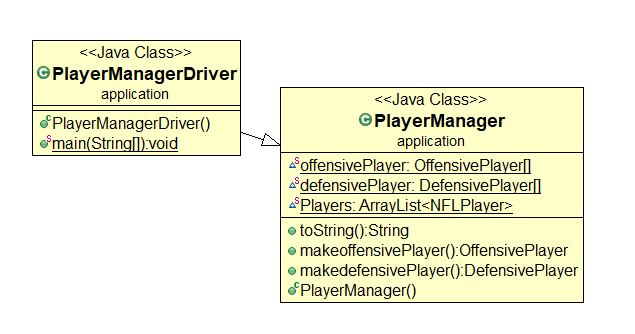 <<Java Class>>
PlayerManagerDriver
application
PlayerManagerDriver()
main(String[]):void
<<Java Class>>
PlayerManager
application
offensivePlayer: OffensivePlayer[]
defensivePlayer: DefensivePlayer[]
Players: ArrayList<NFLPlayer>
toString():String
makeoffensivePlayer():OffensivePlayer
makedefensivePlayer():DefensivePlayer
PlayerManager()